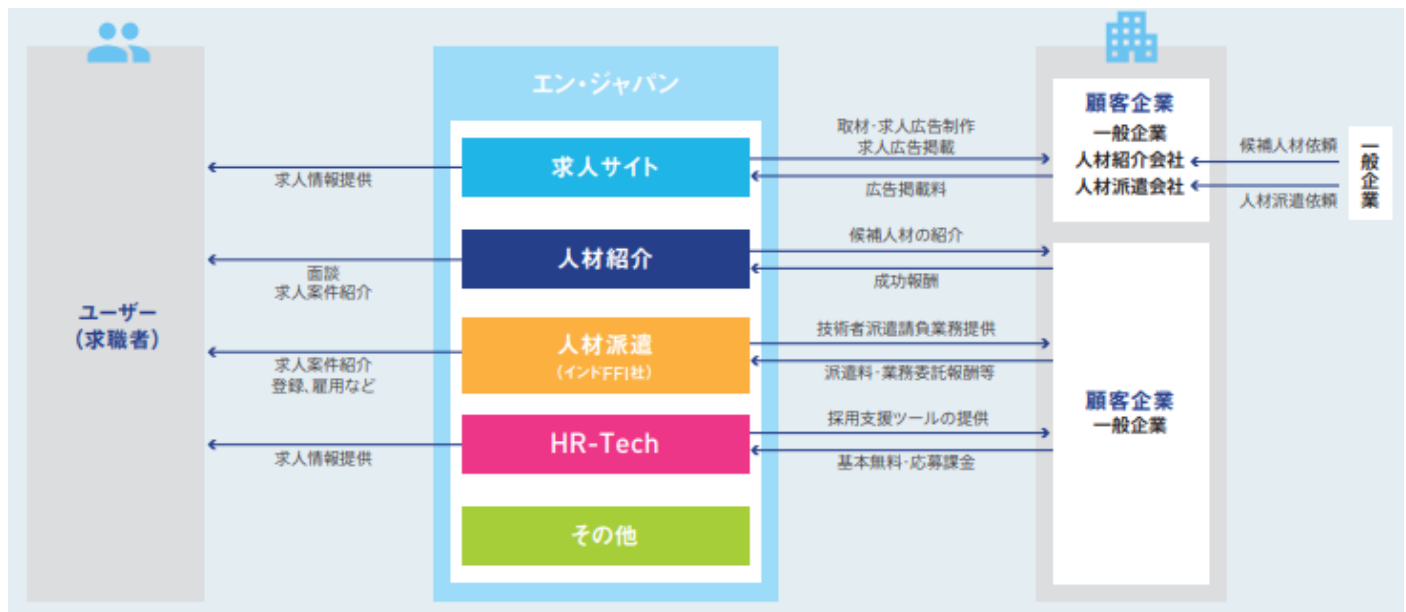 エン・ジャパン
ユーザー
(求職者)
求人サイト
求人情報提供
取材・求人広告制作
求人広告掲載
広告掲載料
人材紹介
面談
求人案件紹介
候補人材の紹介
成功報酬
人材派遣
(インドFFI社)
求人案件紹介
登録、雇用など
技術者派遣請負業務提供
派遣料・業務委託報酬等
HR-Tech
求人情報提供
採用支援ツールの提供
基本無料・応募課金
その他
顧客企業
一般企業
人材紹介会社
人材派遣会社
候補人材依頼
人材派遣依頼
一般企業
顧客企業
一般企業